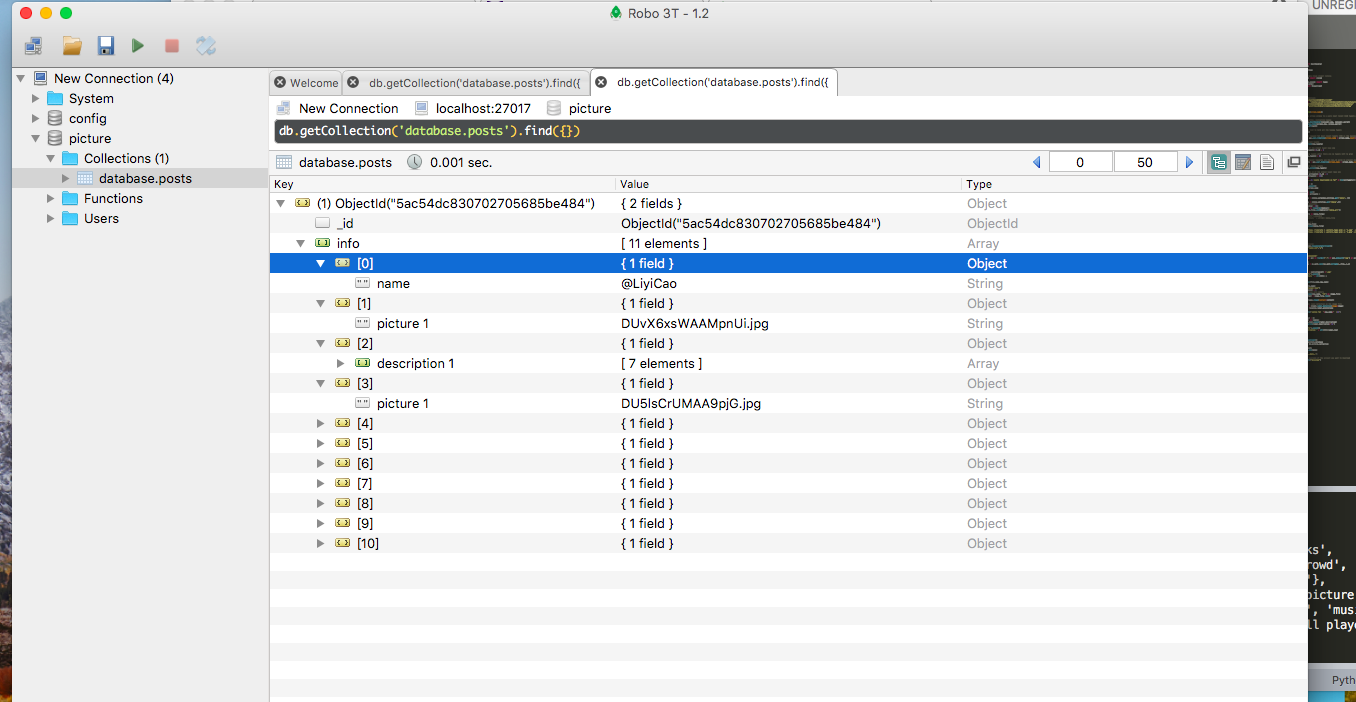 Robo 3T - 1.2
UNREG
New Connection (4)
System
config
picture
Collections (1)
database.posts
Functions
Users
Welcome
db.getCollection('database.posts').find({
db.getCollection('database.posts').find({
New Connection localhost:27017 picture
db.getCollection('database.posts').find({})
database.posts 0.001 sec. 0 50
Key Value Type
(1) ObjectId("5ac54dc830702705685be484") { 2 fields } Object
_id ObjectId("5ac54dc830702705685be484") ObjectId
info [ 11 elements ] Array
[0] { 1 field } Object
name @LiyiCao String
[1] { 1 field } Object
picture 1 DUvX6xsWAAMpnUi.jpg String
[2] { 1 field } Object
description 1 [ 7 elements ] Array
[3] { 1 field } Object
picture 1 DU5lsCrUMAA9pjG.jpg String
[4] { 1 field } Object
[5] { 1 field } Object
[6] { 1 field } Object
[7] { 1 field } Object
[8] { 1 field } Object
[9] { 1 field } Object
[10] { 1 field } Object
ks',
rowd',
'},
picture
', 'mus
ll playe
Pyth